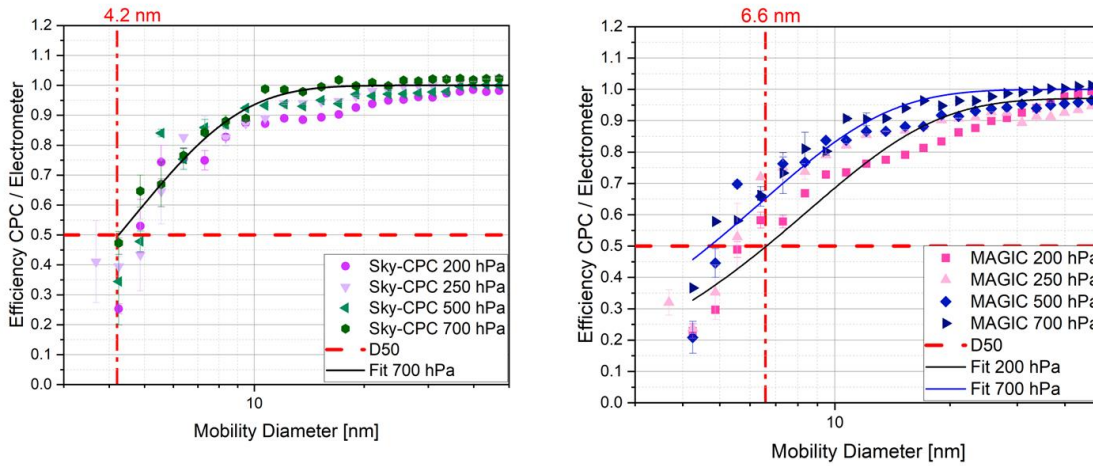 4.2 nm
1.2
1.1
1.0
0.9
0.8
0.7
0.6
0.5
0.4
0.3
0.2
0.1
0.0
Efficiency CPC / Electrometer
Sky-CPC 200 hPa
Sky-CPC 250 hPa
Sky-CPC 500 hPa
Sky-CPC 700 hPa
D50
Fit 700 hPa
10
Mobility Diameter [nm]
6.6 nm
1.2
1.1
1.0
0.9
0.8
0.7
0.6
0.5
0.4
0.3
0.2
0.1
0.0
Efficiency CPC / Electrometer
MAGIC 200 hPa
MAGIC 250 hPa
MAGIC 500 hPa
MAGIC 700 hPa
D50
Fit 200 hPa
Fit 700 hPa
10
Mobility Diameter [nm]